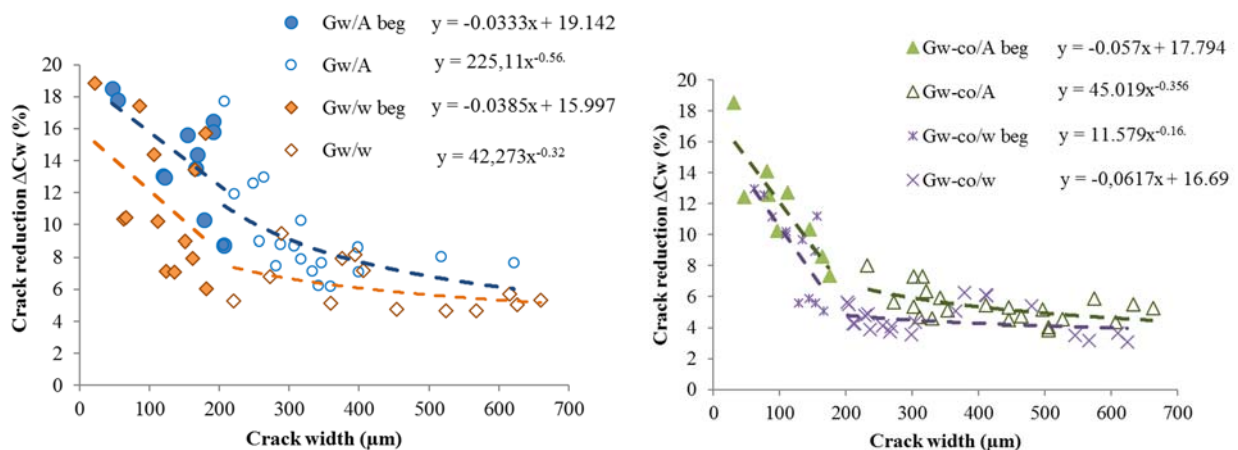 Gw/A beg y = -0.0333x + 19.142
Gw/A y = 225,11x-0.56.
Gw/w beg y = -0.0385x + 15.997
Gw/w y = 42,273x-0.32
Crack reduction ΔCw (%)
20
18
16
14
12
10
8
6
4
2
0
0 100 200 300 400 500 600 700
Crack width (µm)
Gw-co/A beg y = -0.057x + 17.794
Gw-co/A y = 45.019x-0.356
Gw-co/w beg y = 11.579x-0.16.
Gw-co/w y = -0,0617x + 16.69
Crack reduction ΔCw (%)
20
18
16
14
12
10
8
6
4
2
0
0 100 200 300 400 500 600 700
Crack width (µm)